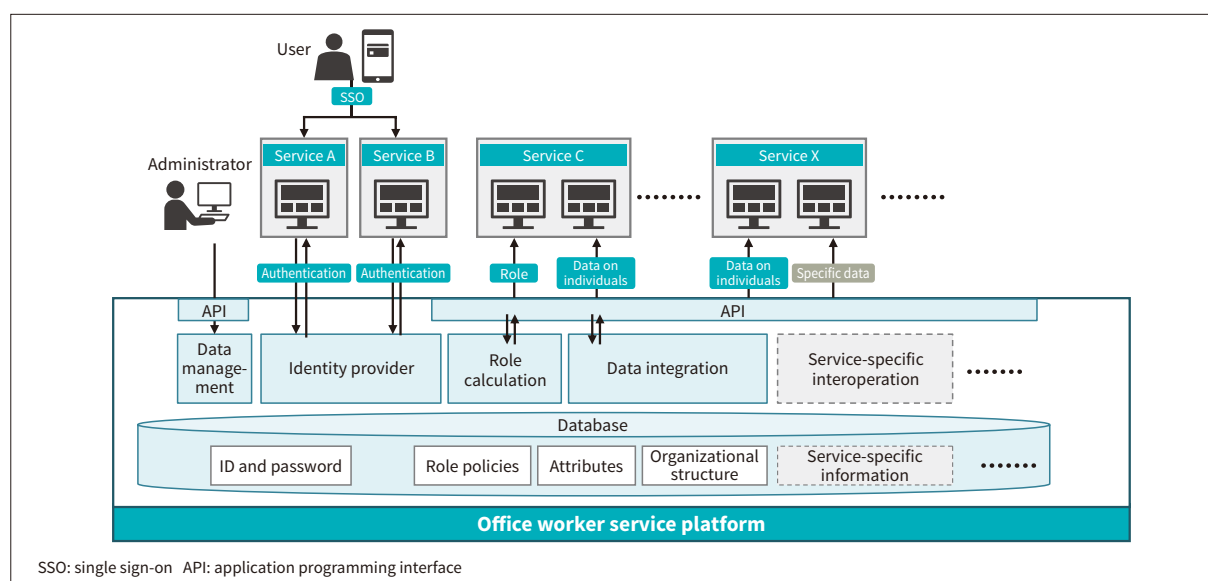 User
SSO
Administrator
Service A
Service B
Service C
Service X
Authentication
Authentication
Role
Data on
individuals
Data on
individuals
Specific data
API
API
Data
manage-
ment
Identity provider
Role
calculation
Data integration
Service-specific
interoperation
Database
ID and password
Role policies
Attributes
Organizational
structure
Service-specific
information
Office worker service platform
SSO: single sign-on API: application programming interface